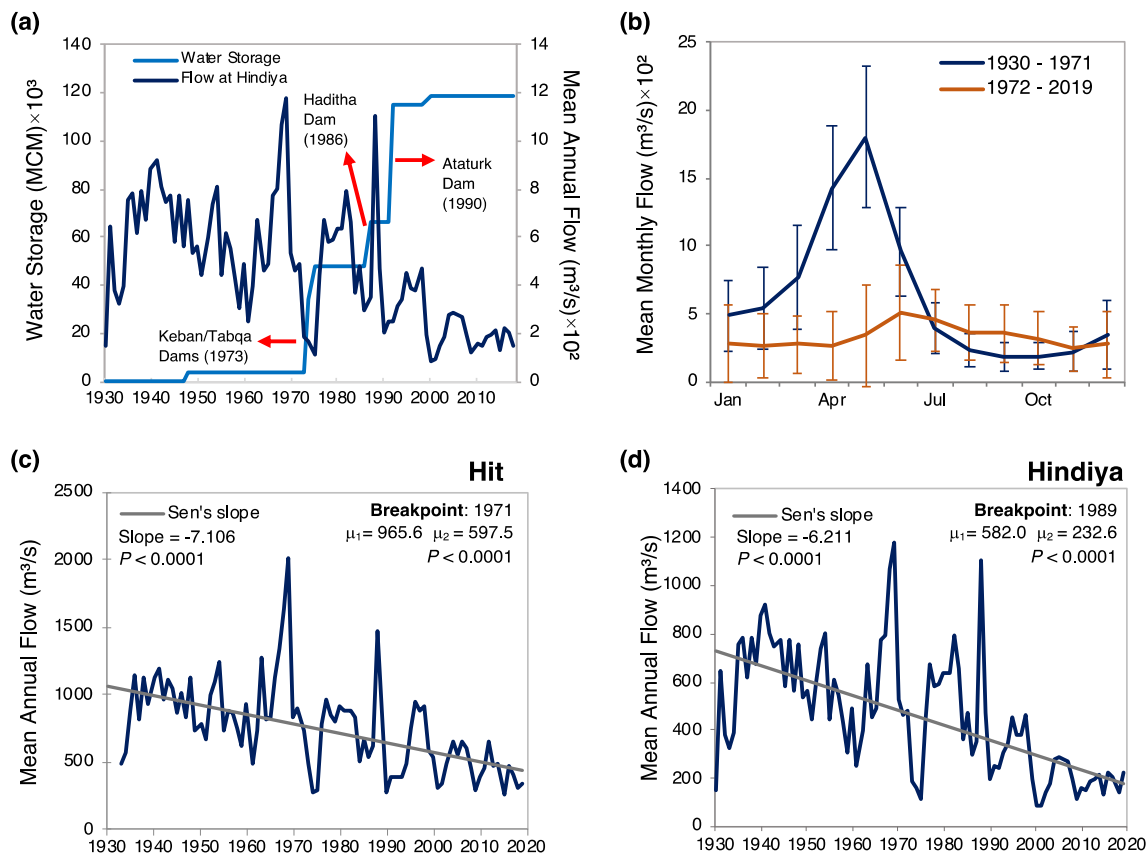 (a)
Water Storage (MCM)×10³
140
120
100
80
60
40
20
0
Water Storage
Flow at Hindiya
Haditha
Dam
(1986)
Ataturk
Dam
(1990)
Keban/Tabqa
Dams (1973)
14
12
10
8
6
4
2
0
Mean Annual Flow (m³/s)×10²
1930 1940 1950 1960 1970 1980 1990 2000 2010
(b)
Mean Monthly Flow (m³/s)×10²
25
20
15
10
5
0
1930 - 1971
1972 - 2019
Jan Apr Jul Oct
(c)
Hit
Mean Annual Flow (m³/s)
2500
2000
1500
1000
500
0
Sen's slope
Slope = -7.106
P < 0.0001
Breakpoint: 1971
μ₁= 965.6 μ₂ = 597.5
P < 0.0001
1930 1940 1950 1960 1970 1980 1990 2000 2010 2020
(d)
Hindiya
Mean Annual Flow (m³/s)
1400
1200
1000
800
600
400
200
0
Sen's slope
Slope = -6.211
P < 0.0001
Breakpoint: 1989
μ₁= 582.0 μ₂ = 232.6
P < 0.0001
1930 1940 1950 1960 1970 1980 1990 2000 2010 2020